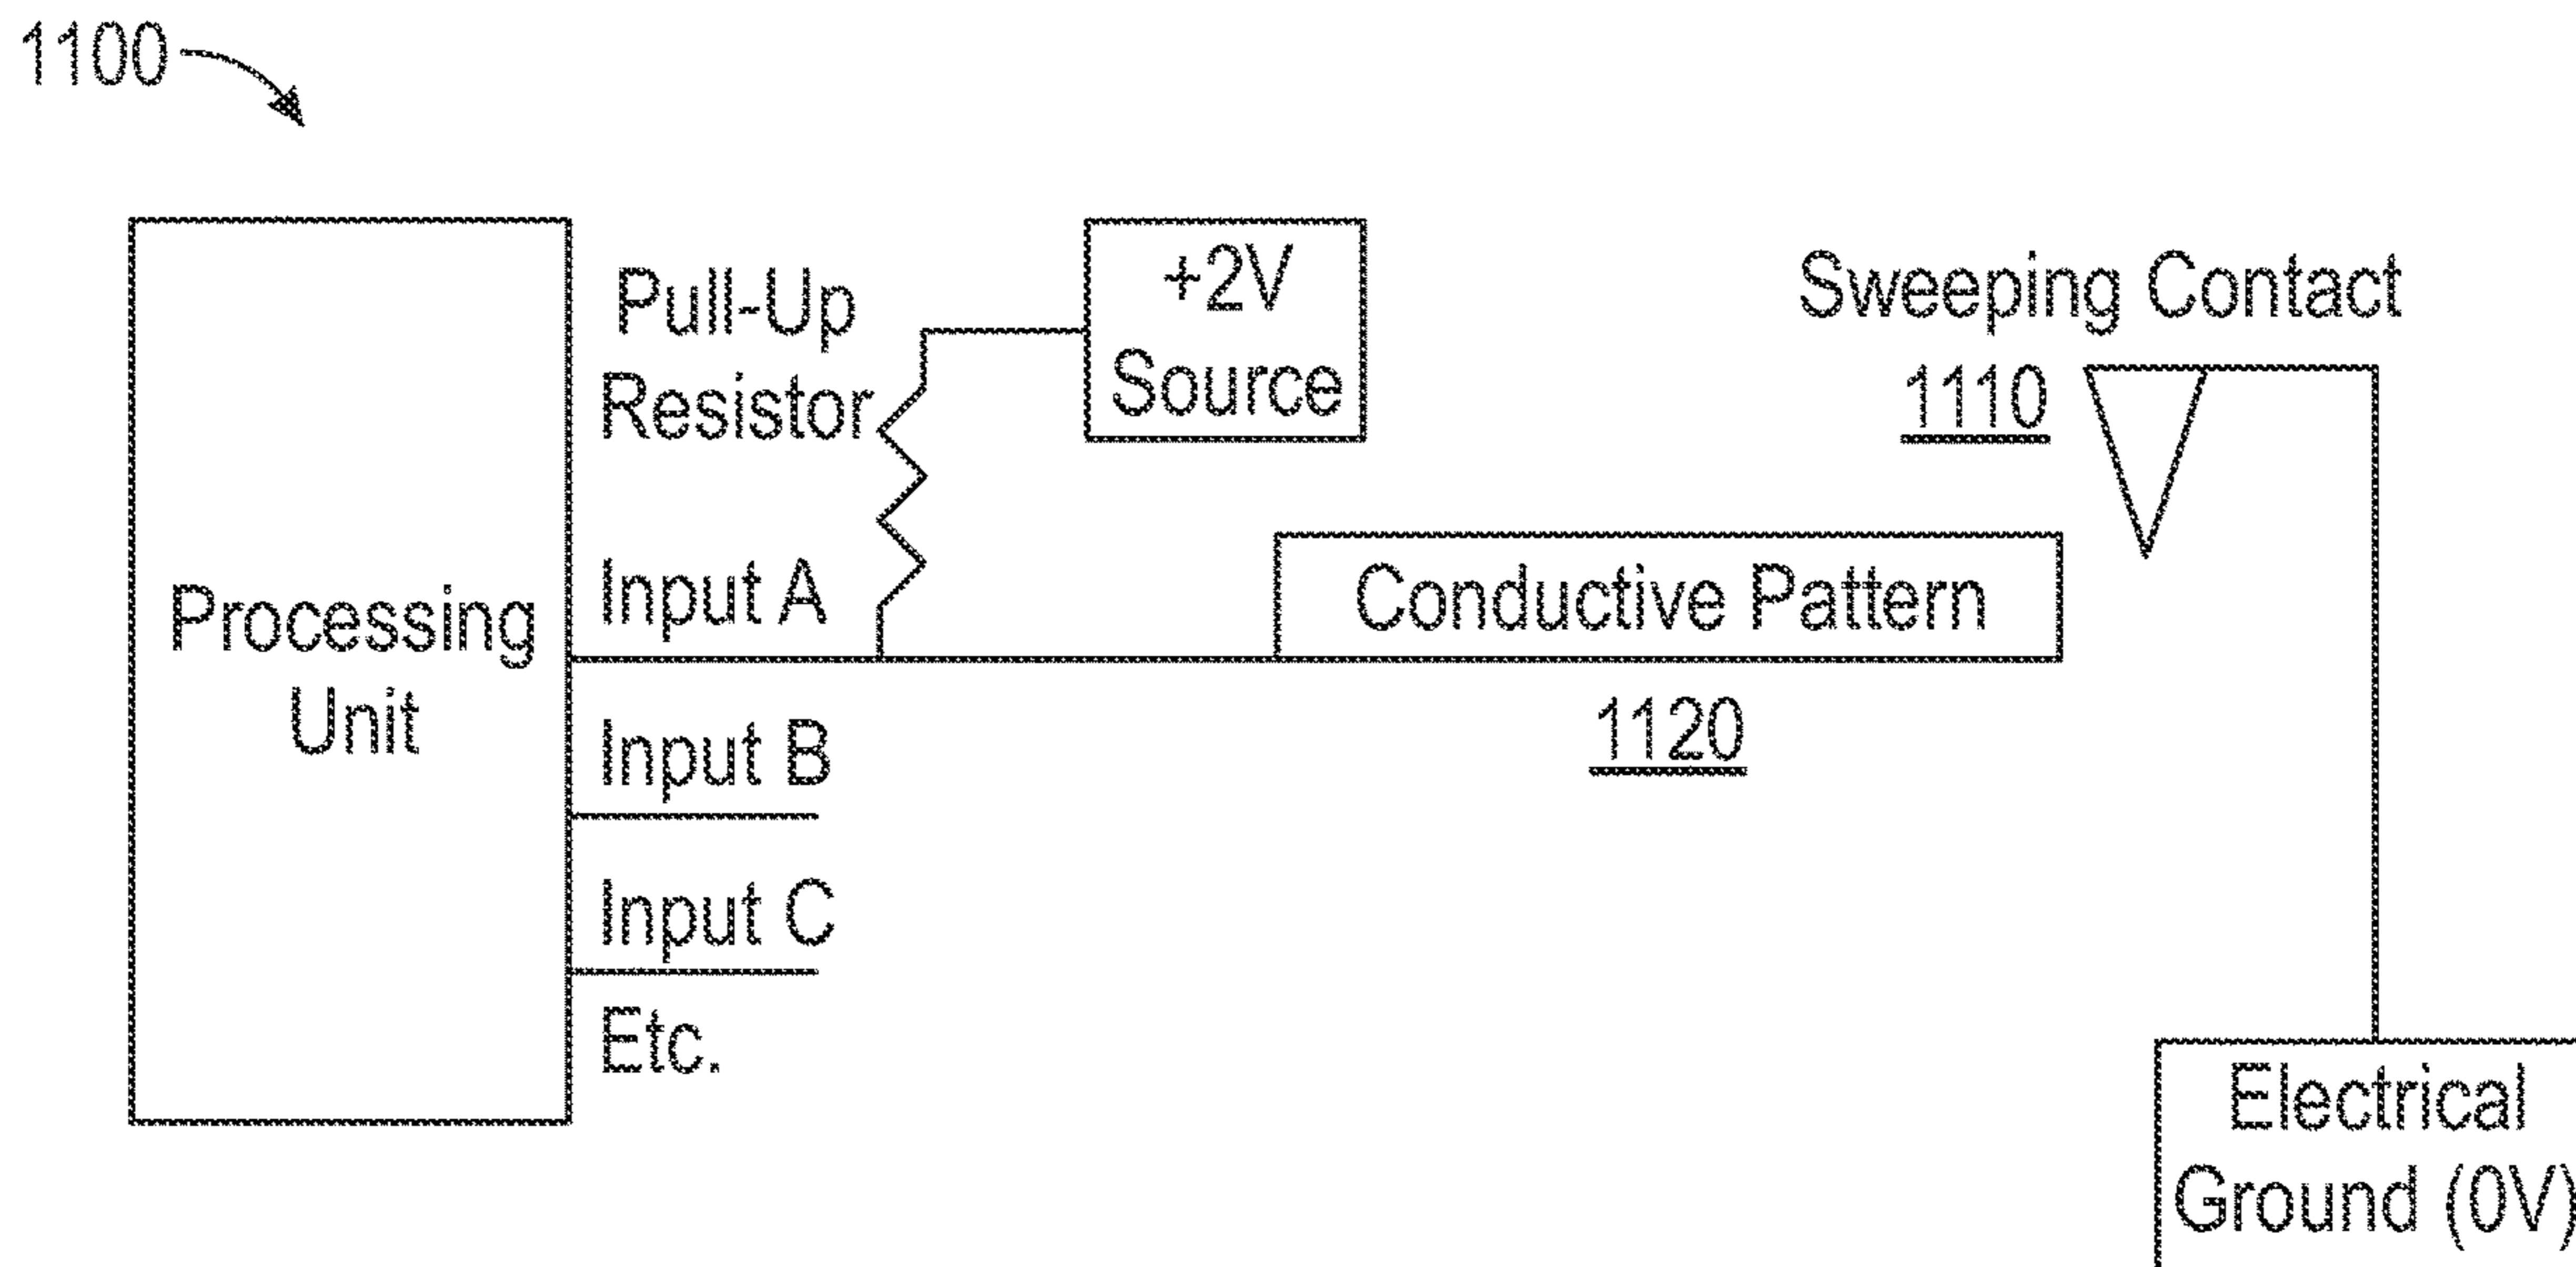 1100
Pull-Up
Resistor
+2V
Source
Sweeping Contact
1110
Input A
Conductive Pattern
Processing
Unit
1120
Input B
Input C
Etc.
Electrical
Ground (0V)